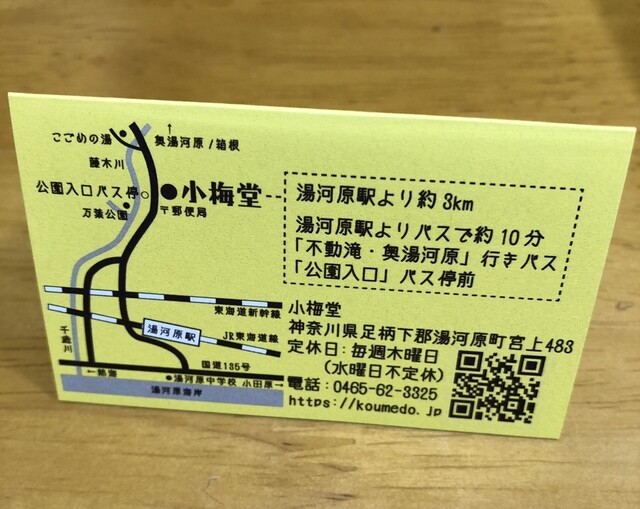 こごめの湯
↑
奥湯河原/箱根
藤木川
公園入口バス停
●小梅堂
万葉公園
〒郵便局
湯河原駅より約3km
湯河原駅よりバスで約10分
「不動滝・奥湯河原」行きバス
「公園入口」バス停前
東海道新幹線
湯河原駅
JR東海道線
千歳川
国道135号
←熱海
●湯河原中学校 小田原→
湯河原海岸
小梅堂
神奈川県足柄下郡湯河原町宮上483
定休日:毎週木曜日
(水曜日不定休)
電話:0465-62-3325
https://koumedo.jp